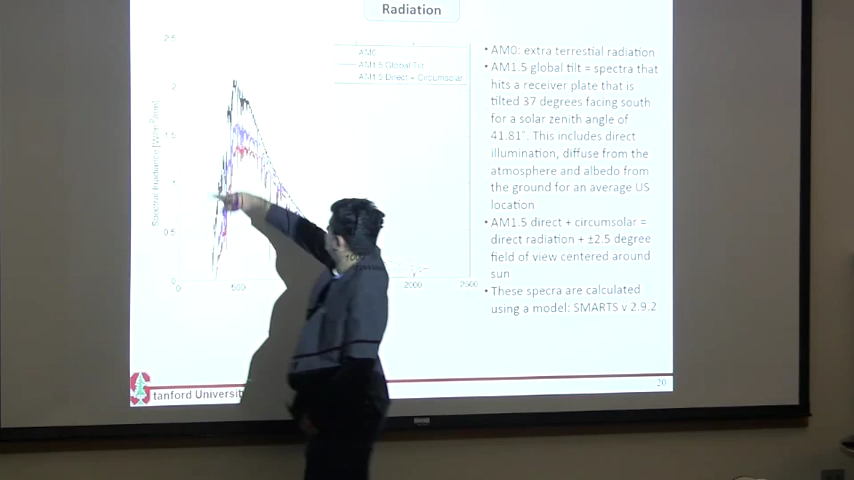 Radiation
2.5
AM0
AM1.5 Global Tilt
AM1.5 Direct + Circumsolar
2
1.5
1
0.5
0
0
500
2000
2500
Spectral Irradiance
• AM0: extra terrestial radiation
• AM1.5 global tilt = spectra that
hits a receiver plate that is
tilted 37 degrees facing south
for a solar zenith angle of
41.81°. This includes direct
illumination, diffuse from the
atmosphere and albedo from
the ground for an average US
location
• AM1.5 direct + circumsolar =
direct radiation + ±2.5 degree
field of view centered around
sun
• These specra are calculated
using a model: SMARTS v 2.9.2
tanford Universit
20